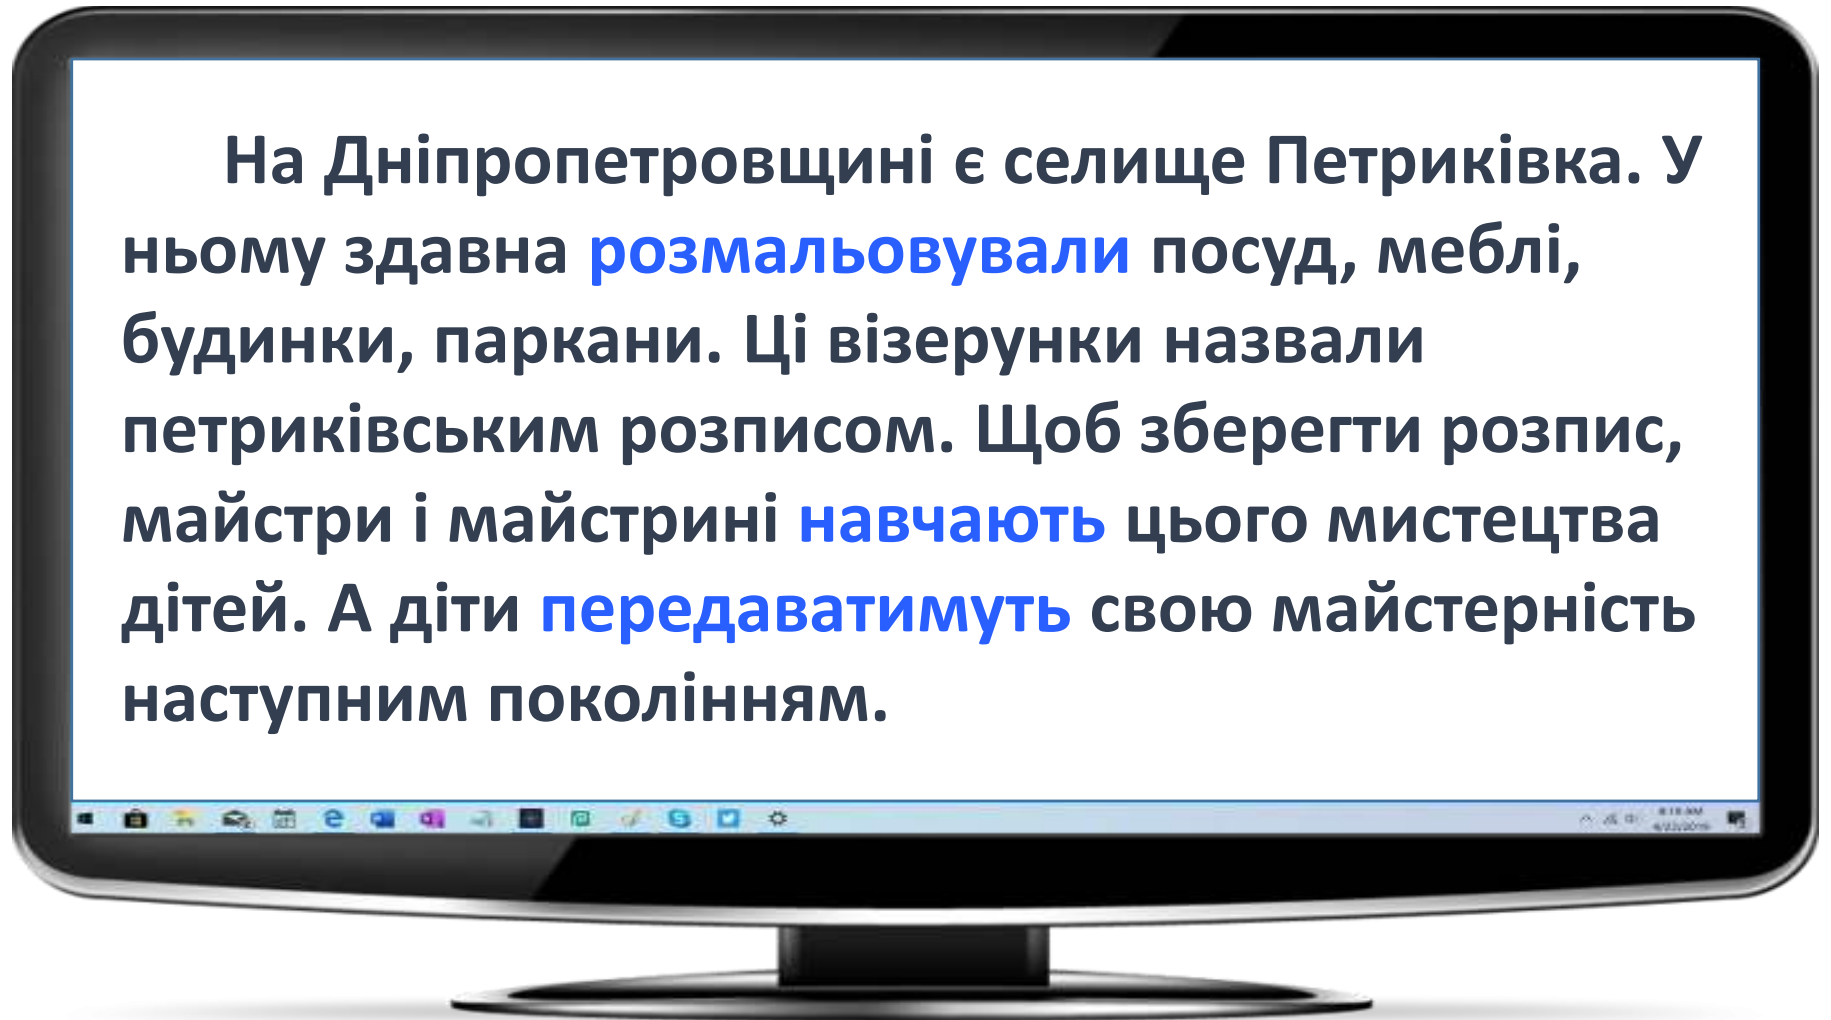 На Дніпропетровщині є селище Петриківка. У
ньому здавна розмальовували посуд, меблі,
будинки, паркани. Ці візерунки назвали
петриківським розписом. Щоб зберегти розпис,
майстри і майстрині навчають цього мистецтва
дітей. А діти передаватимуть свою майстерність
наступним поколінням.